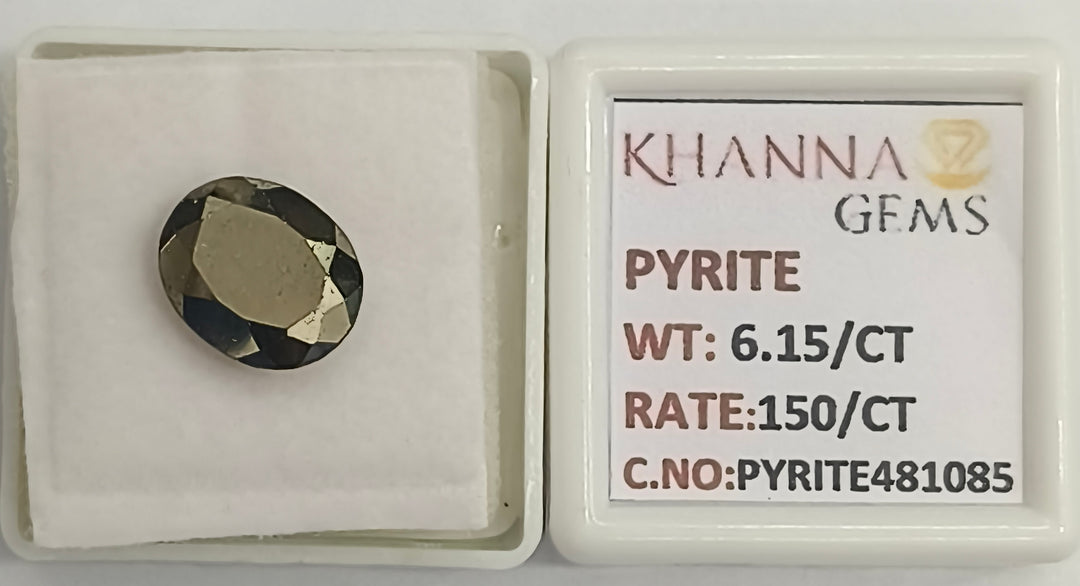 KHANNA
GEMS
PYRITE
WT: 6.15/CT
RATE:150/CT
C.NO:PYRITE481085